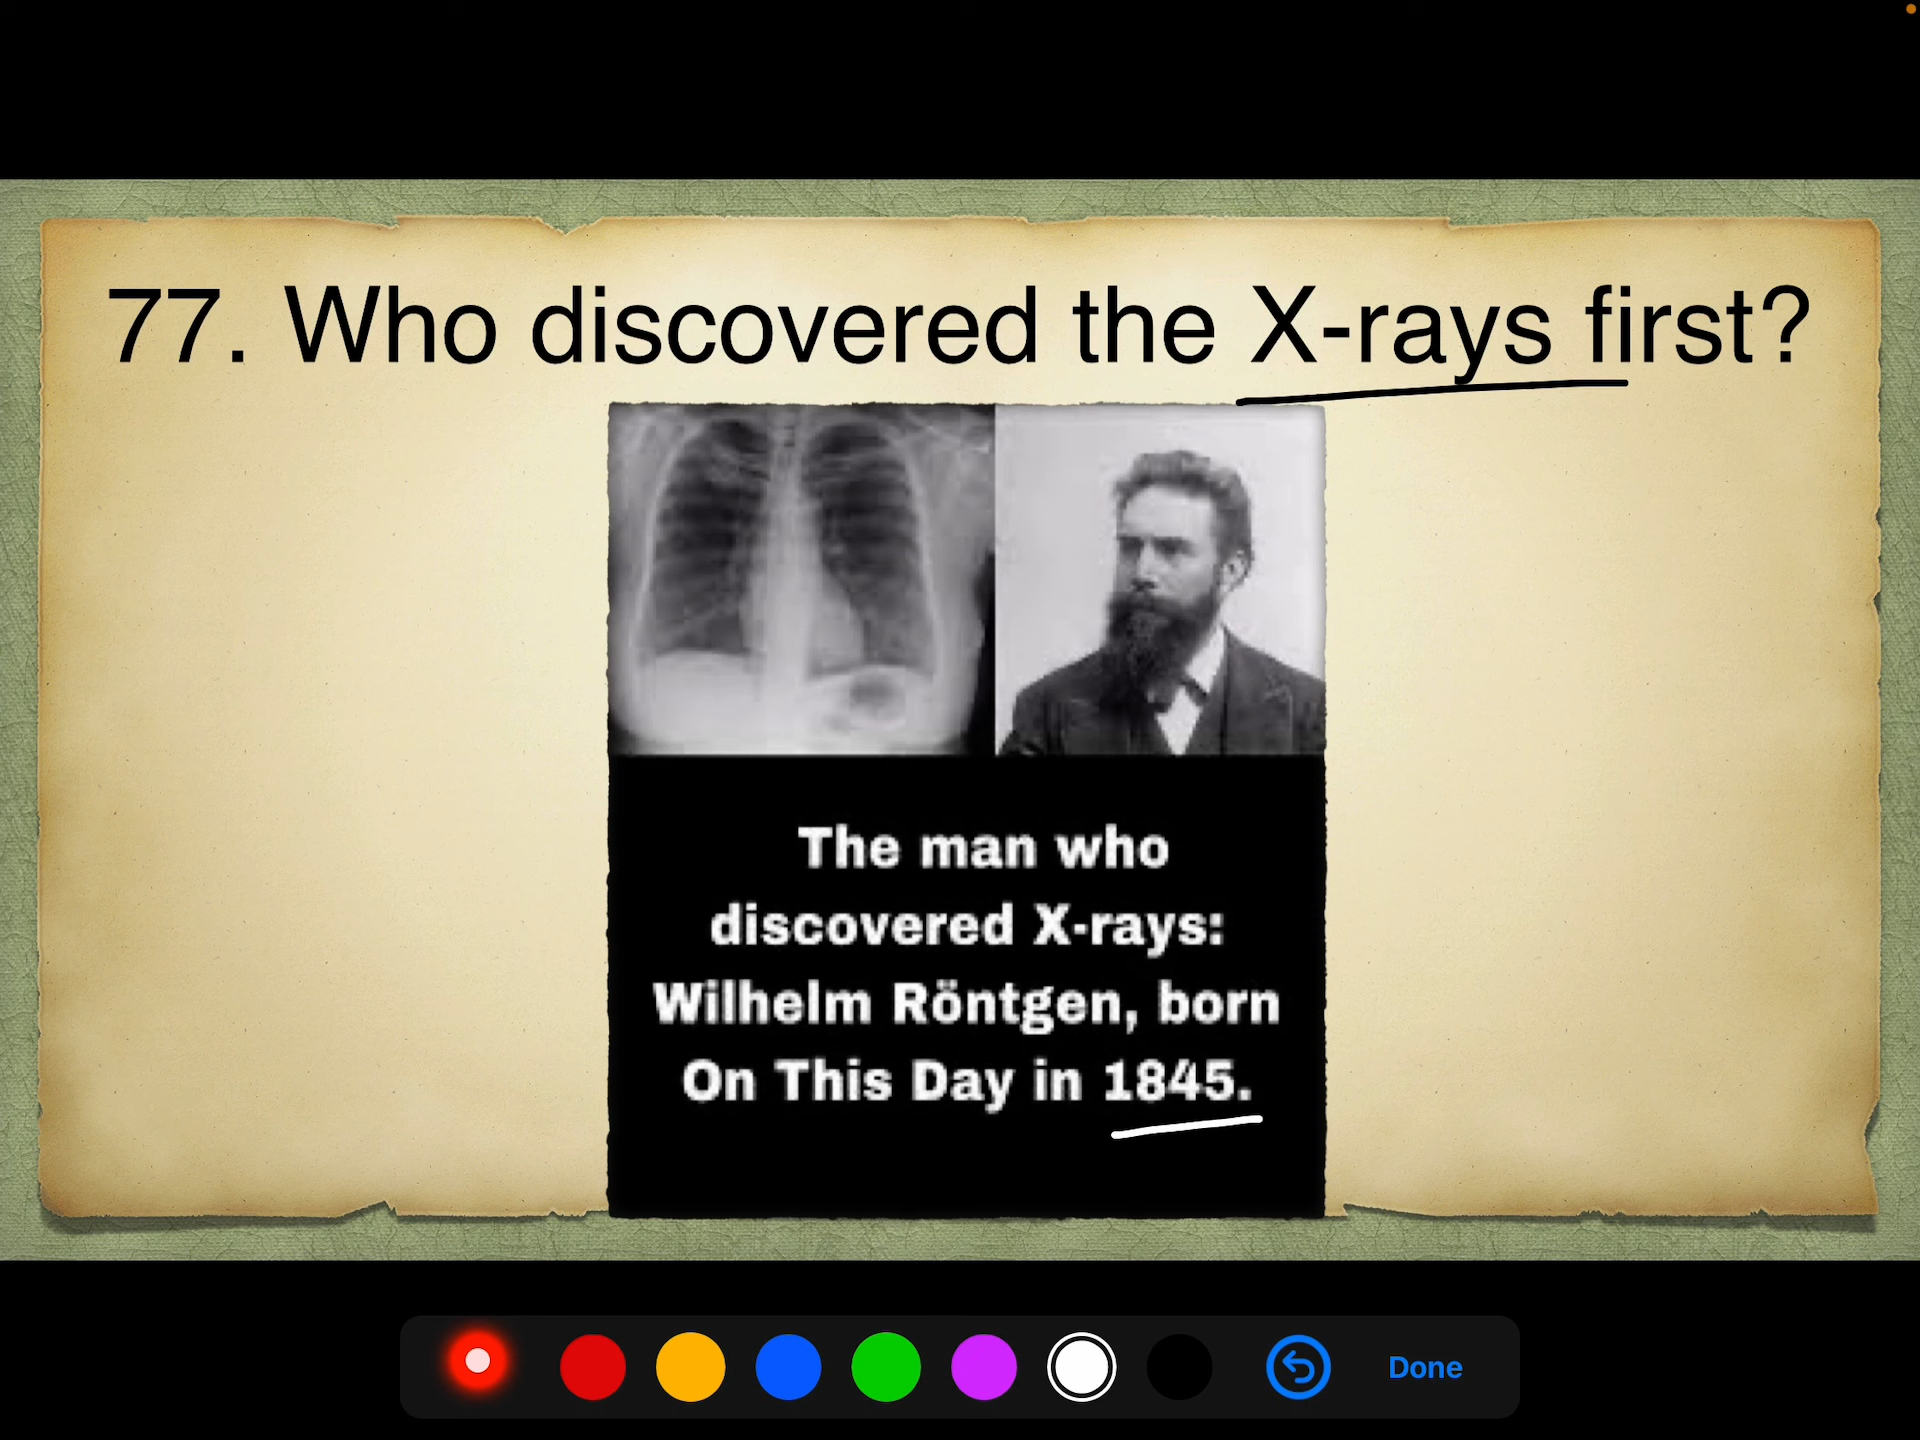 77. Who discovered the X-rays first?
The man who
discovered X-rays:
Wilhelm Röntgen, born
On This Day in 1845.
Done